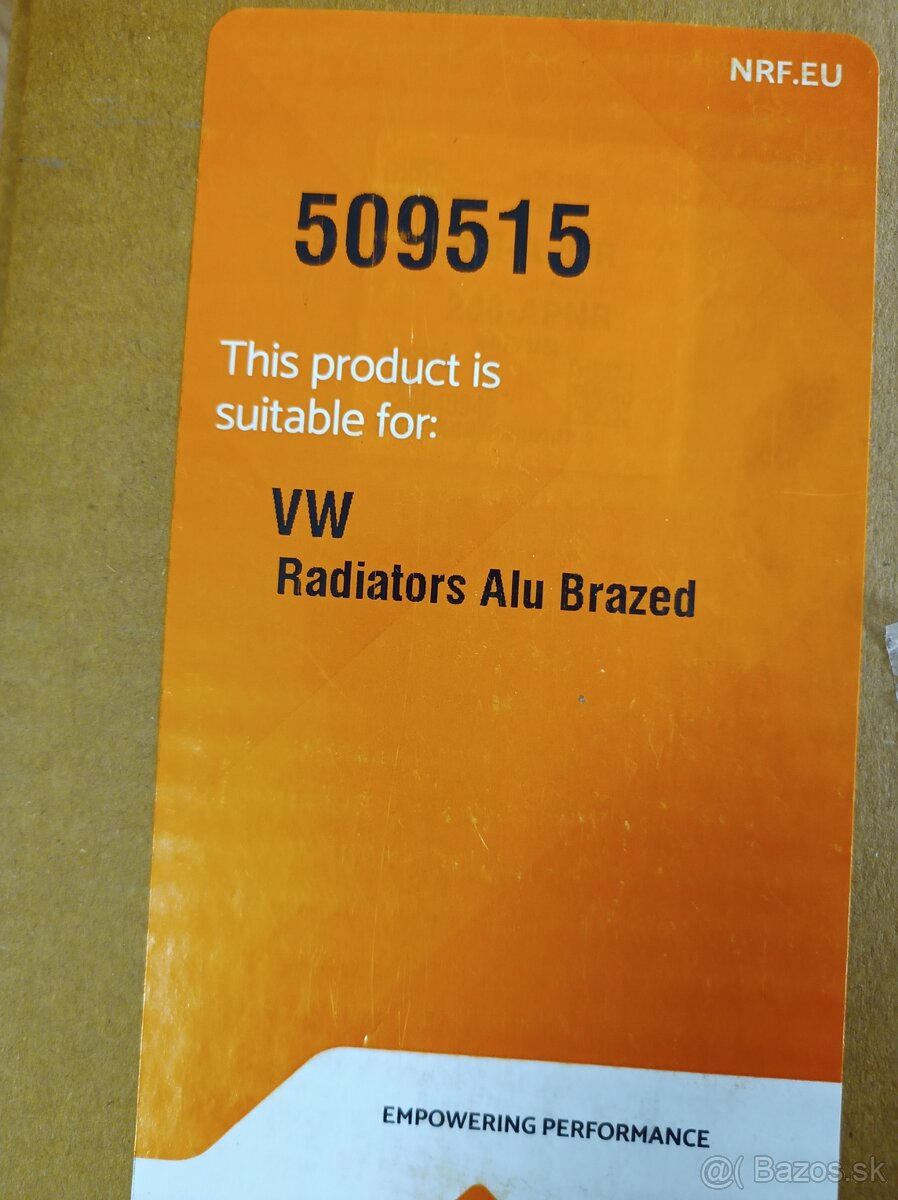 NRF.EU
509515
This product is
suitable for:
VW
Radiators Alu Brazed
EMPOWERING PERFORMANCE
@( Bazos.sk